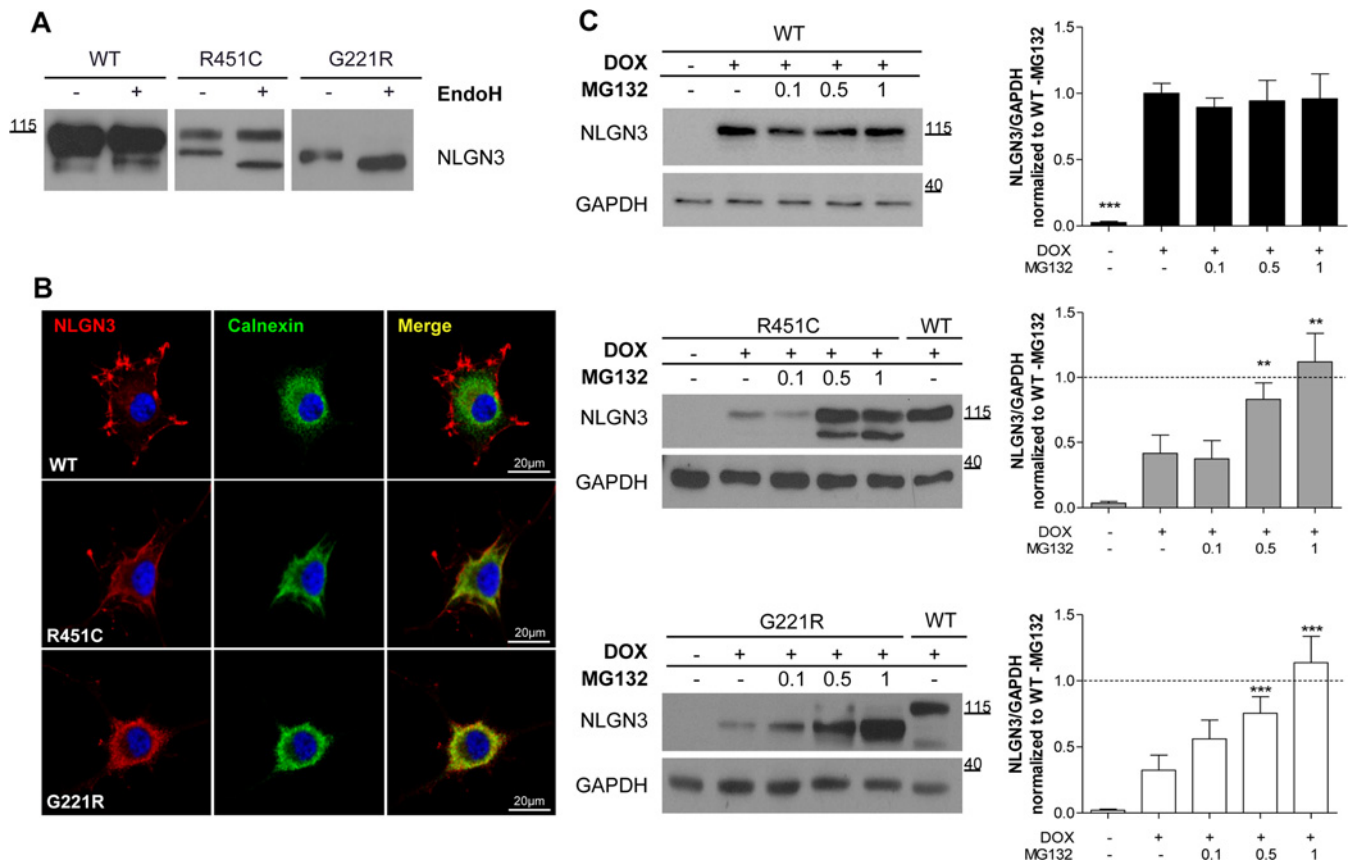 A
WT R451C G221R
- + - + - + EndoH
115
NLGN3
B
NLGN3 Calnexin Merge
WT 20μm
R451C 20μm
G221R 20μm
C
WT
DOX - + + + +
MG132 - - 0.1 0.5 1
NLGN3 115
40
GAPDH
NLGN3/GAPDH
normalized to WT -MG132
1.5
1.0
0.5
0.0
***
DOX - + + + +
MG132 - - 0.1 0.5 1
R451C WT
DOX - + + + + +
MG132 - - 0.1 0.5 1 -
NLGN3 115
40
GAPDH
NLGN3/GAPDH
normalized to WT -MG132
1.5
1.0
0.5
0.0
** **
DOX - + + + +
MG132 - - 0.1 0.5 1
G221R WT
DOX - + + + + +
MG132 - - 0.1 0.5 1 -
NLGN3 115
40
GAPDH
NLGN3/GAPDH
normalized to WT -MG132
1.5
1.0
0.5
0.0
*** ***
DOX - + + + +
MG132 - - 0.1 0.5 1